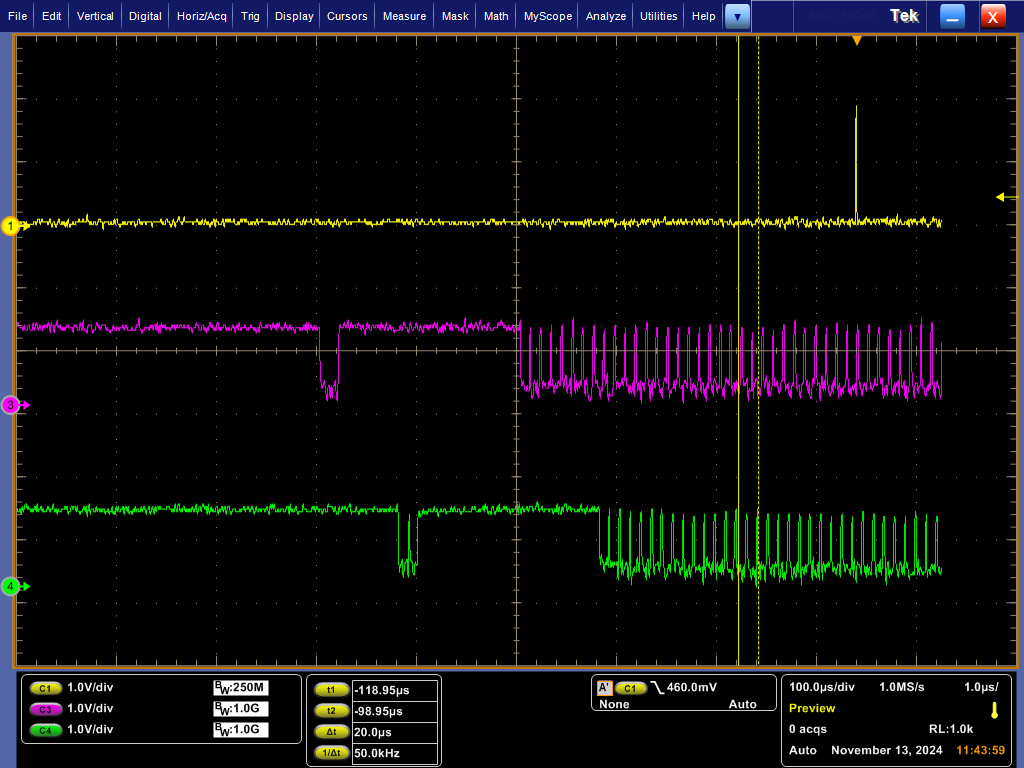 File Edit Vertical Digital Horiz/Acq Trig Display Cursors Measure Mask Math MyScope Analyze Utilities Help Tek X
1
3
4
C1 1.0V/div BW:250M
C3 1.0V/div BW:1.0G
C4 1.0V/div BW:1.0G
t1 -118.95µs
t2 -98.95µs
Δt 20.0µs
1/Δt 50.0kHz
A' C1 460.0mV
None Auto
100.0µs/div 1.0MS/s 1.0µs/
Preview
0 acqs RL:1.0k
Auto November 13, 2024 11:43:59